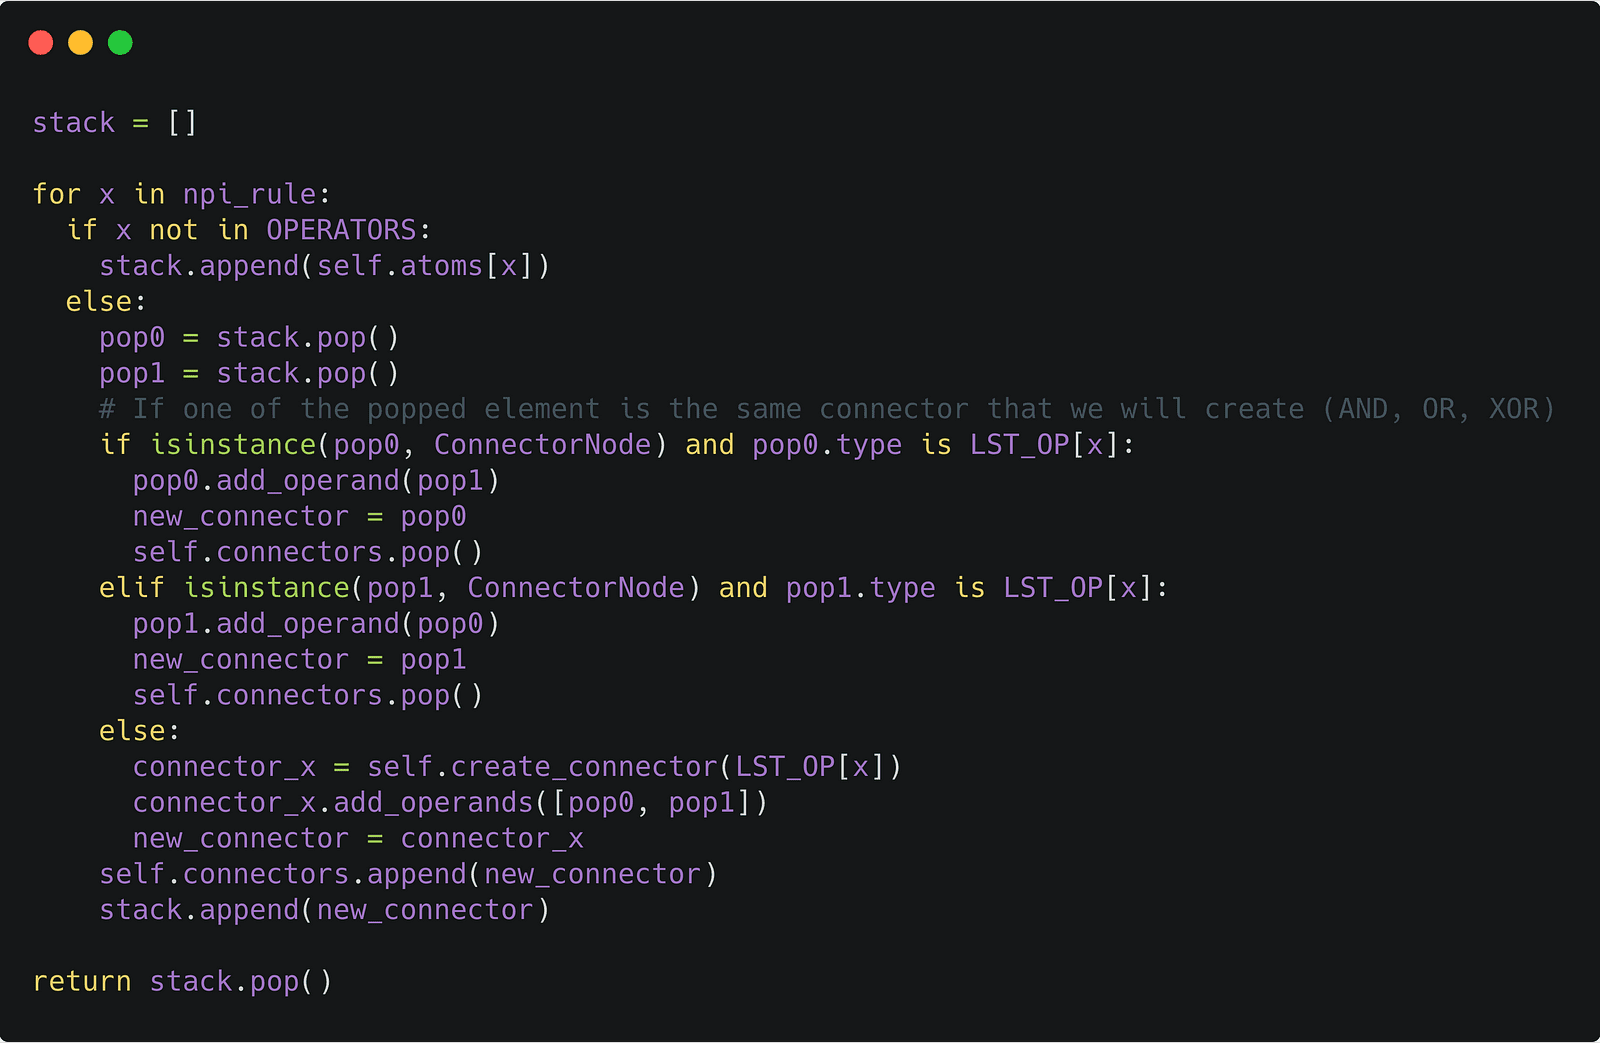 stack = []
for x in npi_rule:
  if x not in OPERATORS:
    stack.append(self.atoms[x])
  else:
    pop0 = stack.pop()
    pop1 = stack.pop()
    # If one of the popped element is the same connector that we will create (AND, OR, XOR)
    if isinstance(pop0, ConnectorNode) and pop0.type is LST_OP[x]:
      pop0.add_operand(pop1)
      new_connector = pop0
      self.connectors.pop()
    elif isinstance(pop1, ConnectorNode) and pop1.type is LST_OP[x]:
      pop1.add_operand(pop0)
      new_connector = pop1
      self.connectors.pop()
    else:
      connector_x = self.create_connector(LST_OP[x])
      connector_x.add_operands([pop0, pop1])
      new_connector = connector_x
    self.connectors.append(new_connector)
    stack.append(new_connector)
return stack.pop()